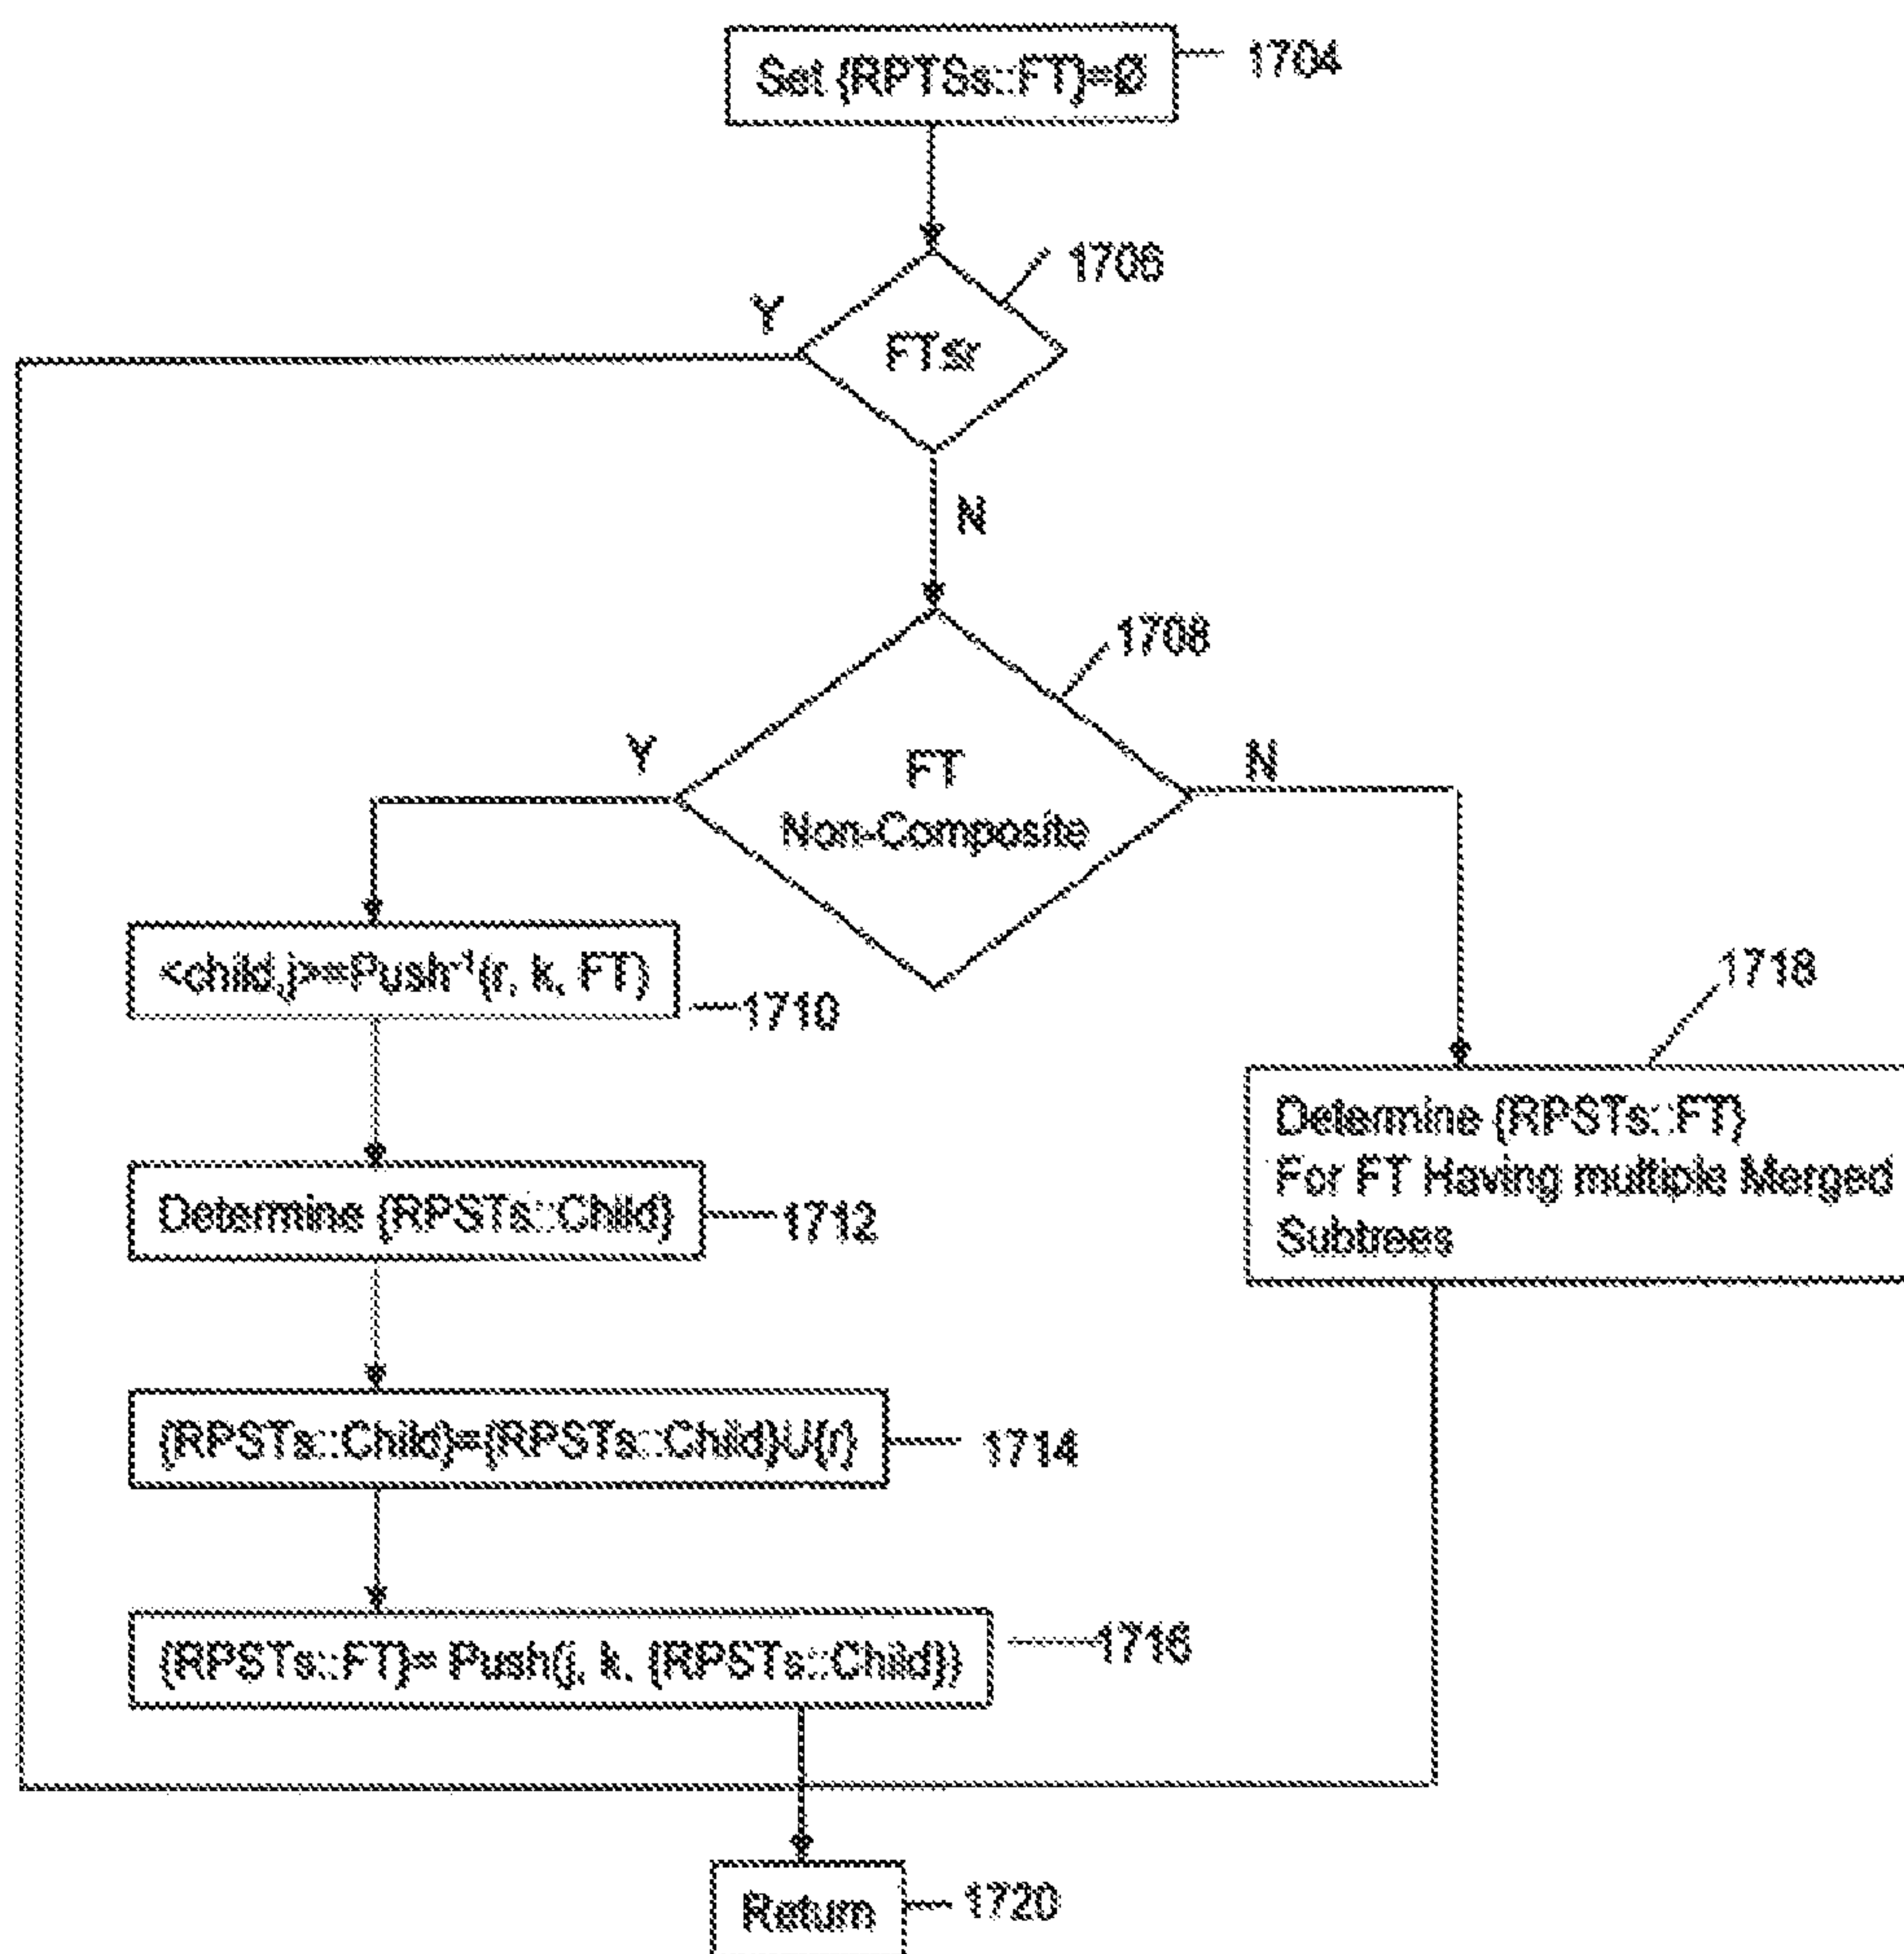 Set {RPTSs::FT}=Ø
1704
1706
Y
FT≤r
N
1708
Y
FT
Non-Composite
N
<child,j>=Push⁻¹(r, k, FT)
1710
1718
Determine {RPSTs::FT}
For FT Having multiple Merged
Subtrees
Determine {RPSTs::Child}
1712
{RPSTs::Child}={RPSTs::Child}U{r}
1714
{RPSTs::FT}= Push(j, k, {RPSTs::Child})
1716
Return
1720